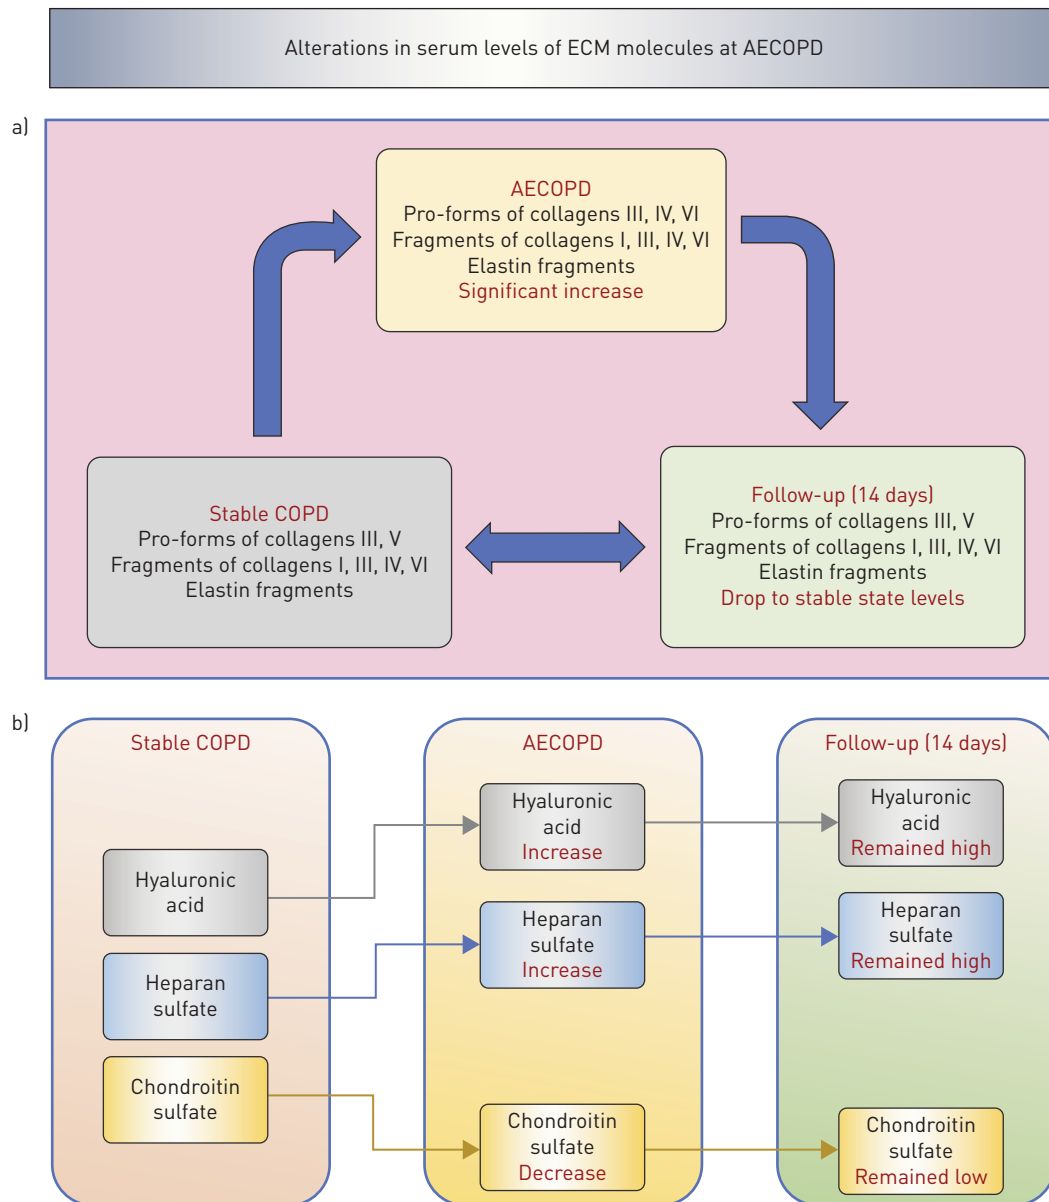 Alterations in serum levels of ECM molecules at AECOPD
a)
AECOPD
Pro-forms of collagens III, IV, VI
Fragments of collagens I, III, IV, VI
Elastin fragments
Significant increase
Stable COPD
Pro-forms of collagens III, V
Fragments of collagens I, III, IV, VI
Elastin fragments
Follow-up (14 days)
Pro-forms of collagens III, V
Fragments of collagens I, III, IV, VI
Elastin fragments
Drop to stable state levels
b)
Stable COPD
Hyaluronic
acid
Heparan
sulfate
Chondroitin
sulfate
AECOPD
Hyaluronic
acid
Increase
Heparan
sulfate
Increase
Chondroitin
sulfate
Decrease
Follow-up (14 days)
Hyaluronic
acid
Remained high
Heparan
sulfate
Remained high
Chondroitin
sulfate
Remained low